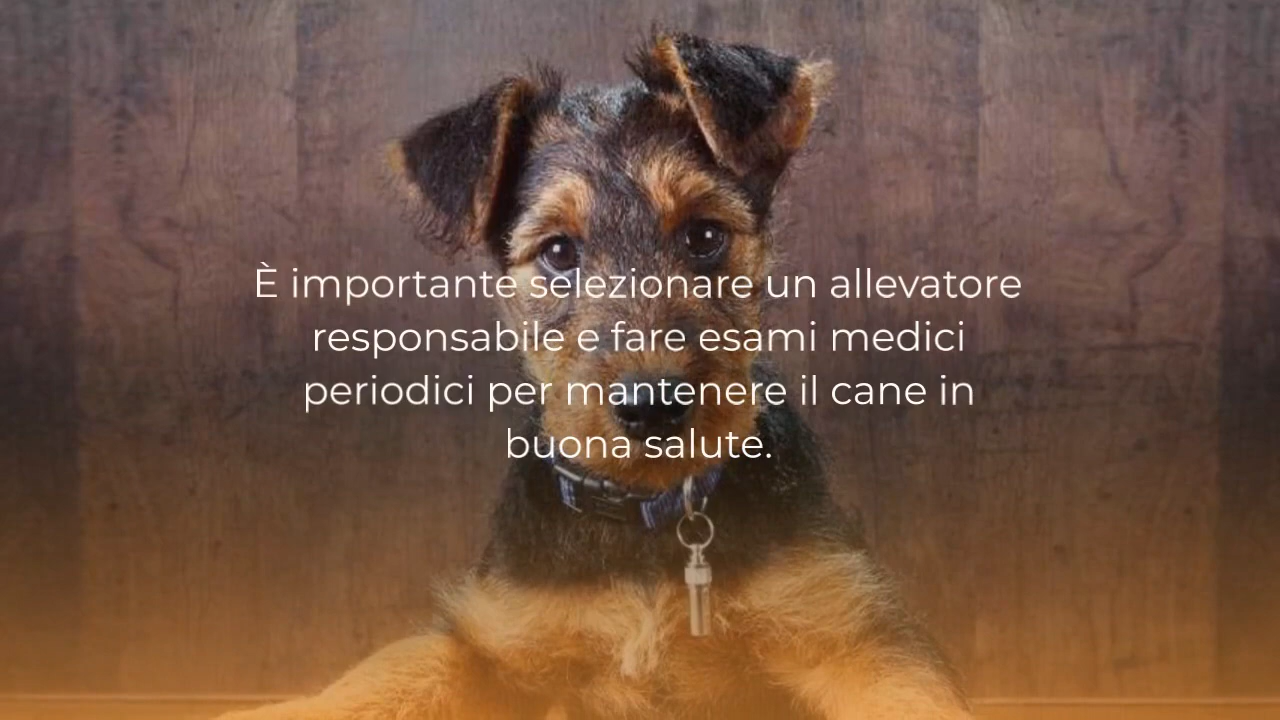 È importante selezionare un allevatore
responsabile e fare esami medici
periodici per mantenere il cane in
buona salute.